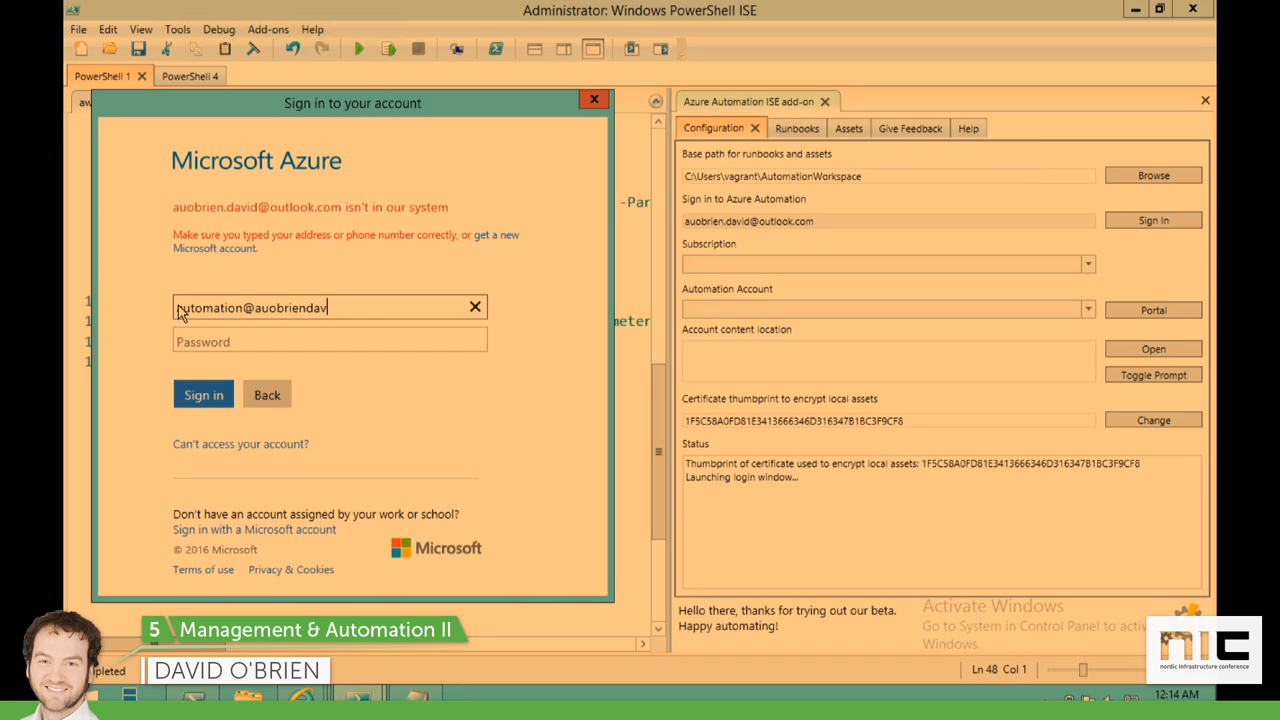 Administrator: Windows PowerShell ISE
File Edit View Tools Debug Add-ons Help
PowerShell 1 PowerShell 4
Sign in to your account
Microsoft Azure
auobrien.david@outlook.com isn't in our system
Make sure you typed your address or phone number correctly, or get a new
Microsoft account.
automation@auobriendav
Password
Sign in Back
Can't access your account?
Don't have an account assigned by your work or school?
Sign in with a Microsoft account
© 2016 Microsoft
Microsoft
Terms of use Privacy & Cookies
-Par
meter
Azure Automation ISE add-on
Configuration Runbooks Assets Give Feedback Help
Base path for runbooks and assets
C:\Users\vagrant\AutomationWorkspace Browse
Sign in to Azure Automation
auobrien.david@outlook.com Sign In
Subscription
Automation Account
Portal
Account content location
Open
Toggle Prompt
Certificate thumbprint to encrypt local assets
1F5C58A0FD81E3413666346D316347B1BC3F9CF8 Change
Status
Thumbprint of certificate used to encrypt local assets: 1F5C58A0FD81E3413666346D316347B1BC3F9CF8
Launching login window...
Hello there, thanks for trying out our beta.
Happy automating!
Activate Windows
Go to System in Control Panel to activ
Windows.
Ln 48 Col 1
12:14 AM
5 Management & Automation II
DAVID O'BRIEN
nic
nordic infrastructure conference